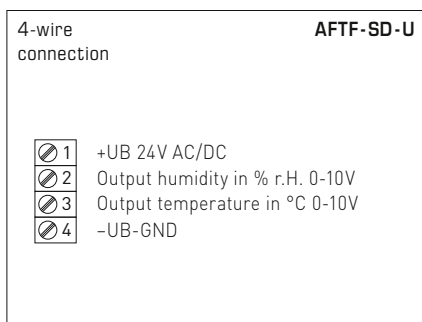 4-wire AFTF-SD-U
connection
1 +UB 24V AC/DC
2 Output humidity in % r.H. 0-10V
3 Output temperature in °C 0-10V
4 –UB-GND